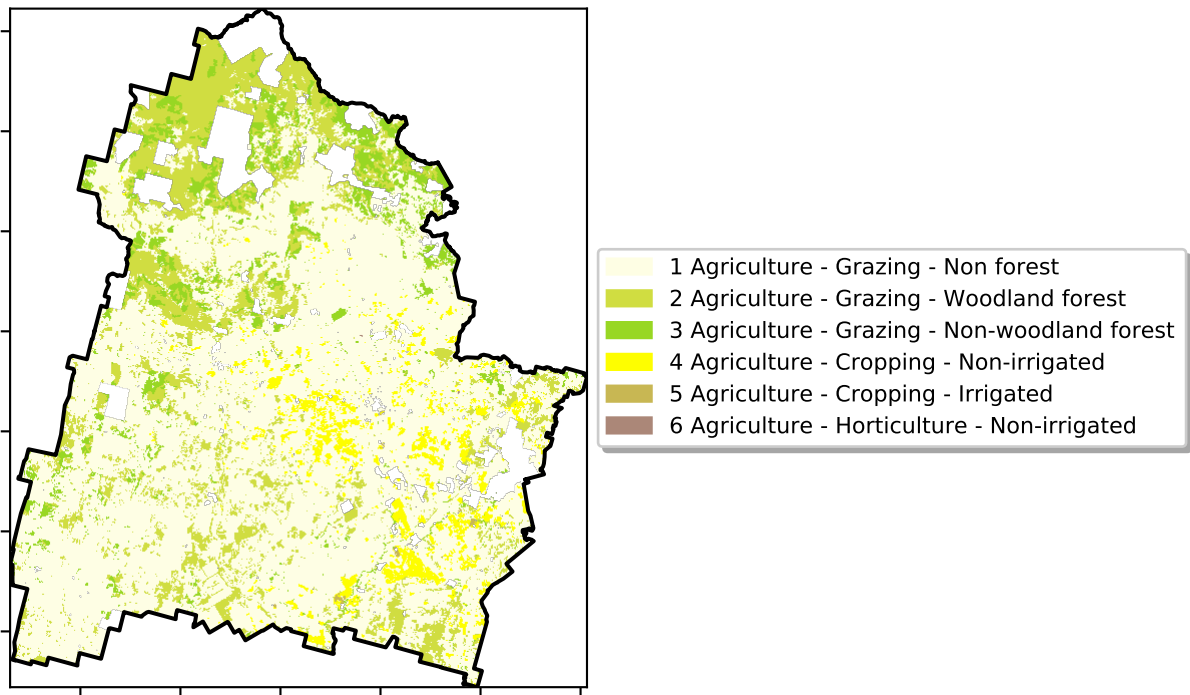 1 Agriculture - Grazing - Non forest
2 Agriculture - Grazing - Woodland forest
3 Agriculture - Grazing - Non-woodland forest
4 Agriculture - Cropping - Non-irrigated
5 Agriculture - Cropping - Irrigated
6 Agriculture - Horticulture - Non-irrigated